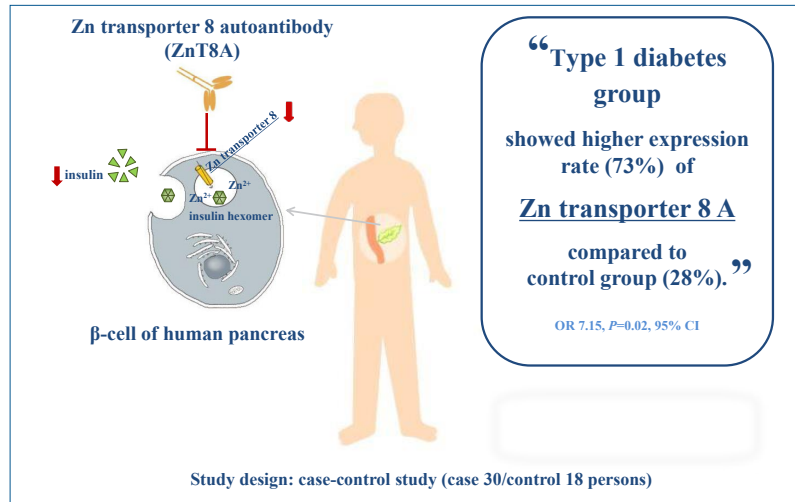 Zn transporter 8 autoantibody
(ZnT8A)
Zn transporter 8
insulin
Zn²⁺
Zn²⁺
insulin hexomer
β-cell of human pancreas
“Type 1 diabetes
group
showed higher expression
rate (73%) of
Zn transporter 8 A
compared to
control group (28%).”
OR 7.15, P=0.02, 95% CI
Study design: case-control study (case 30/control 18 persons)